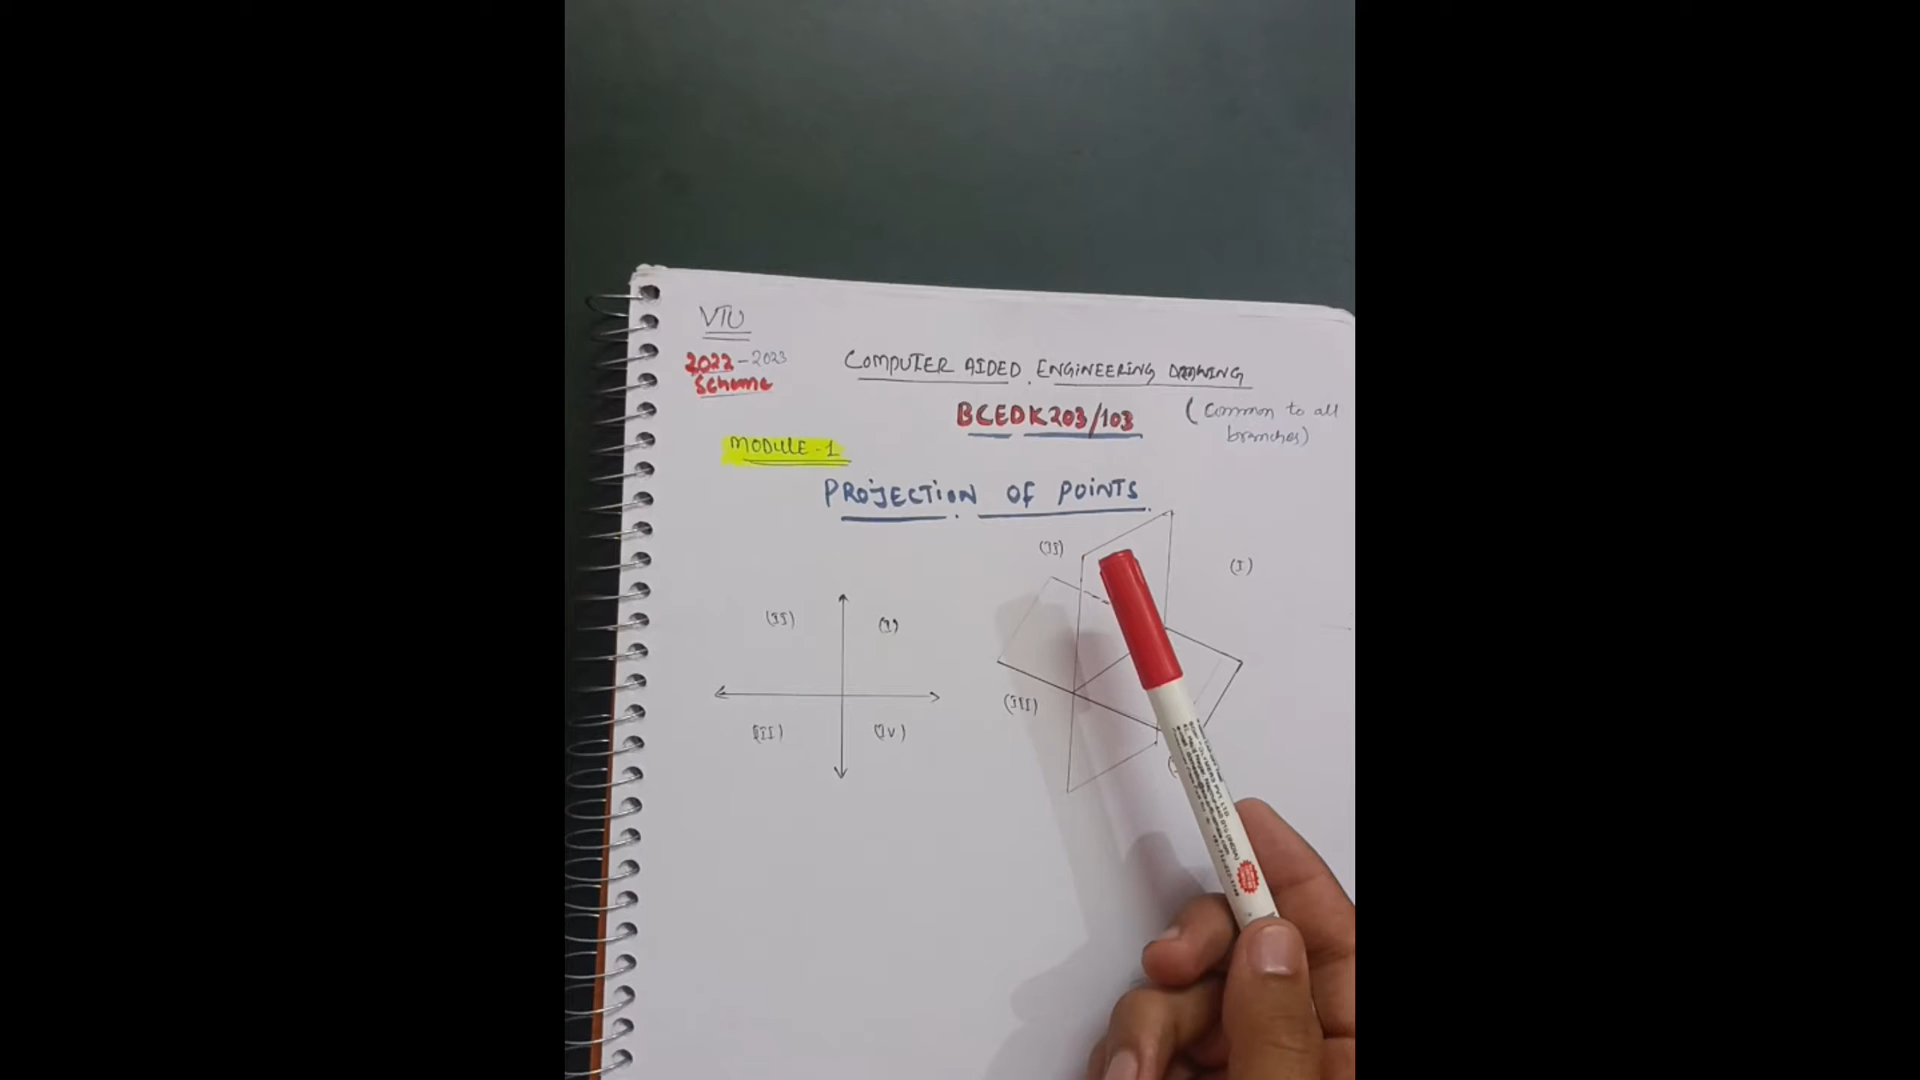 VTU
2022-2023
Scheme
COMPUTER AIDED ENGINEERING DRAWING
BCEDK203/103
(Common to all
branches)
MODULE-1
PROJECTION OF POINTS
(II)
(I)
(II)
(I)
(III)
(III)
(IV)